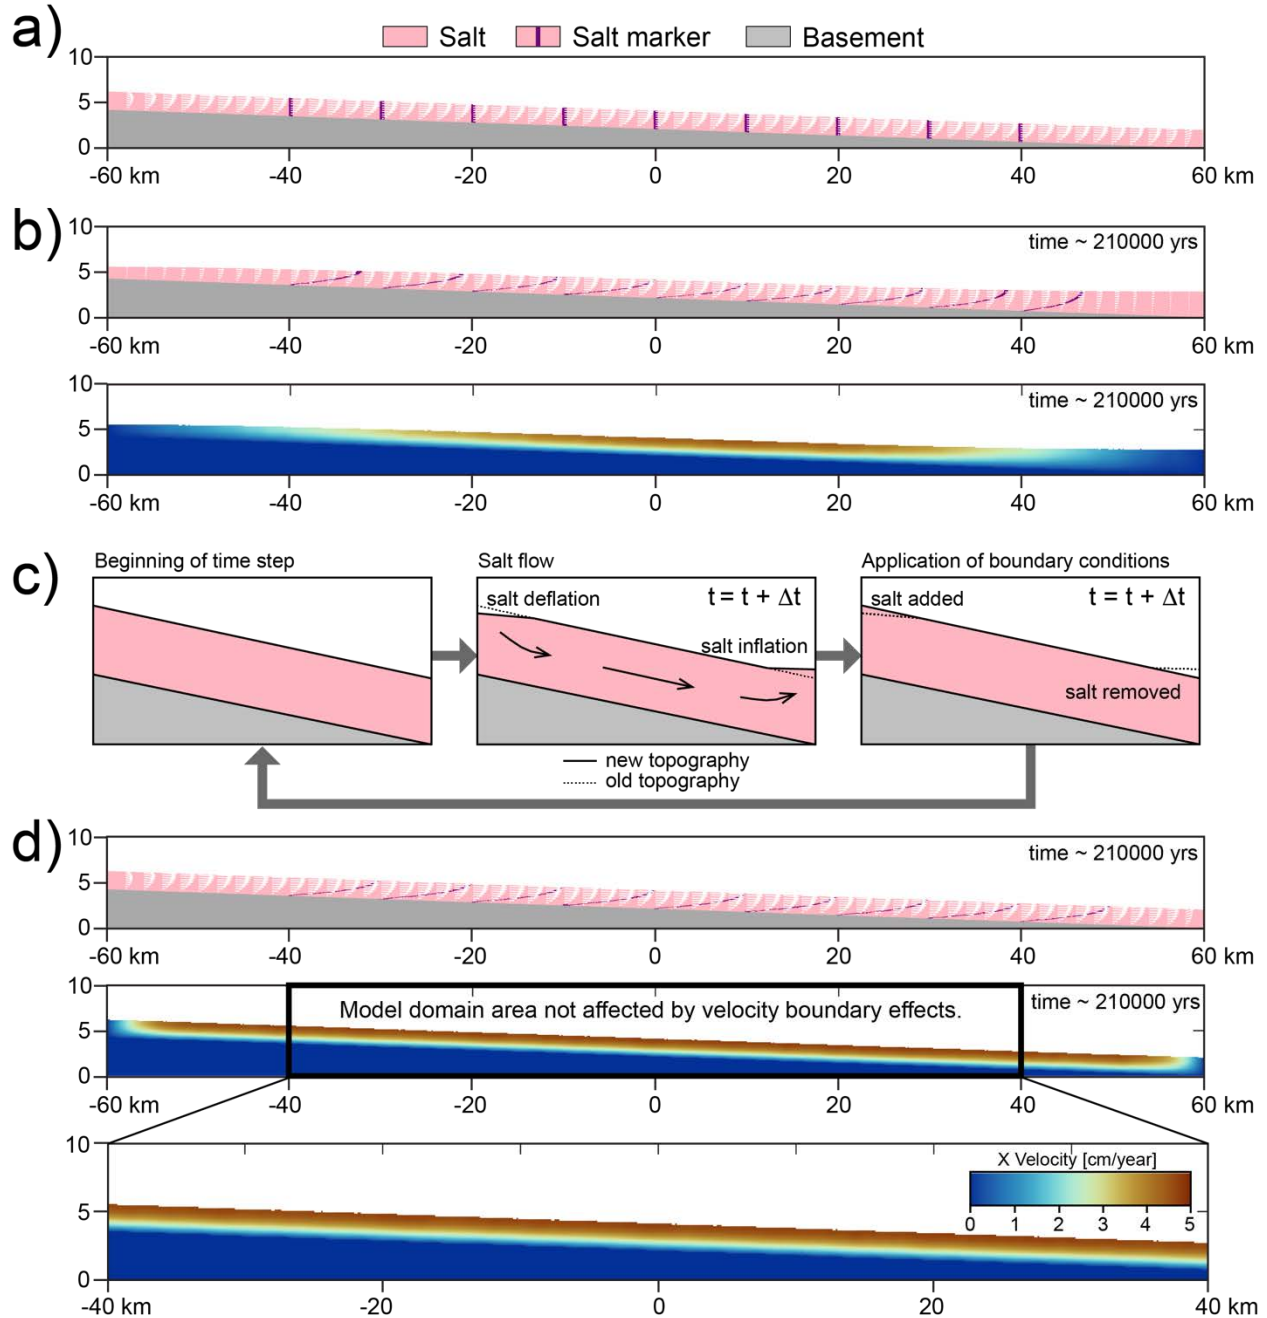 a)
Salt Salt marker Basement
10
5
0
-60 km -40 -20 0 20 40 60 km
b)
10
time ~ 210000 yrs
5
0
-60 km -40 -20 0 20 40 60 km
10
time ~ 210000 yrs
5
0
-60 km -40 -20 0 20 40 60 km
c)
Beginning of time step
Salt flow
salt deflation
t = t + Δt
salt inflation
Application of boundary conditions
salt added
t = t + Δt
salt removed
new topography
old topography
d)
10
time ~ 210000 yrs
5
0
-60 km -40 -20 0 20 40 60 km
10
Model domain area not affected by velocity boundary effects.
time ~ 210000 yrs
5
0
-60 km -40 -20 0 20 40 60 km
10
X Velocity [cm/year]
0 1 2 3 4 5
5
0
-40 km -20 0 20 40 km